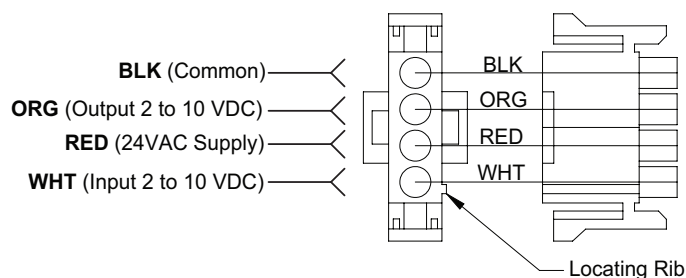 BLK (Common)
ORG (Output 2 to 10 VDC)
RED (24VAC Supply)
WHT (Input 2 to 10 VDC)
BLK
ORG
RED
WHT
Locating Rib